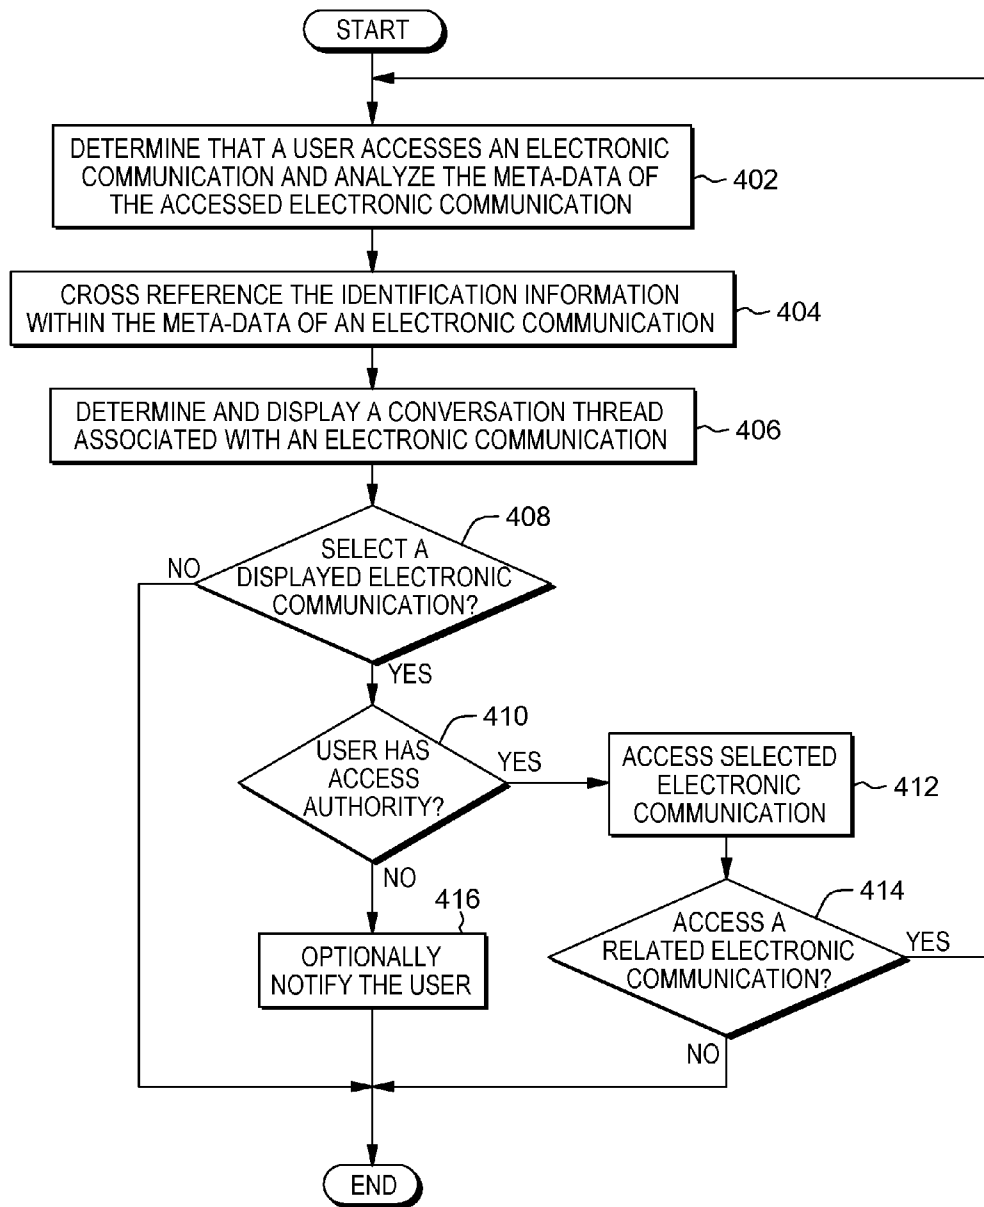 START
DETERMINE THAT A USER ACCESSES AN ELECTRONIC
COMMUNICATION AND ANALYZE THE META-DATA OF
THE ACCESSED ELECTRONIC COMMUNICATION
402
CROSS REFERENCE THE IDENTIFICATION INFORMATION
WITHIN THE META-DATA OF AN ELECTRONIC COMMUNICATION
404
DETERMINE AND DISPLAY A CONVERSATION THREAD
ASSOCIATED WITH AN ELECTRONIC COMMUNICATION
406
408
SELECT A
DISPLAYED ELECTRONIC
COMMUNICATION?
NO
YES
410
USER HAS
ACCESS
AUTHORITY?
YES
NO
ACCESS SELECTED
ELECTRONIC
COMMUNICATION
412
414
ACCESS A
RELATED ELECTRONIC
COMMUNICATION?
YES
NO
416
OPTIONALLY
NOTIFY THE USER
END